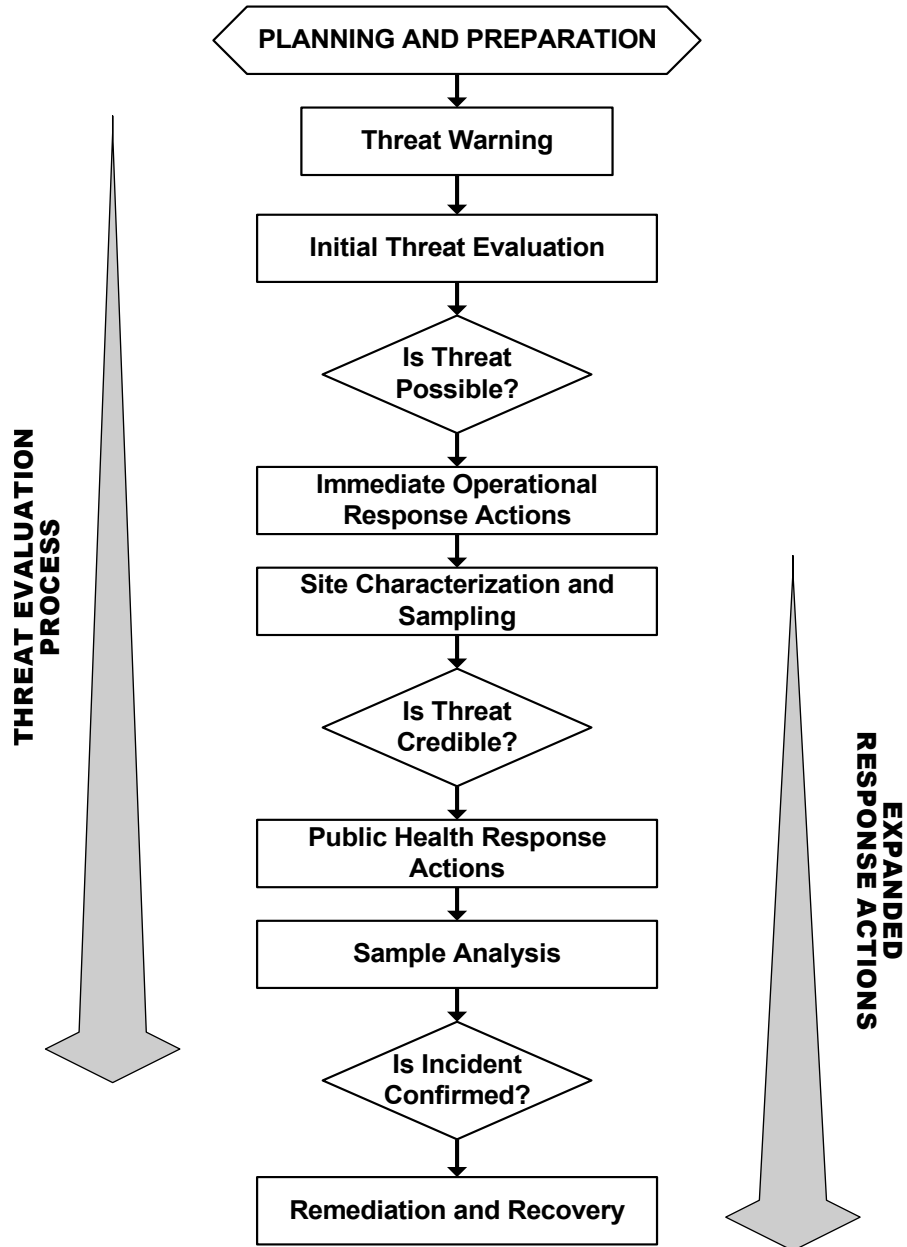 PLANNING AND PREPARATION
Threat Warning
Initial Threat Evaluation
Is Threat
Possible?
Immediate Operational
Response Actions
Site Characterization and
Sampling
Is Threat
Credible?
Public Health Response
Actions
Sample Analysis
Is Incident
Confirmed?
Remediation and Recovery
THREAT EVALUATION
PROCESS
EXPANDED
RESPONSE ACTIONS